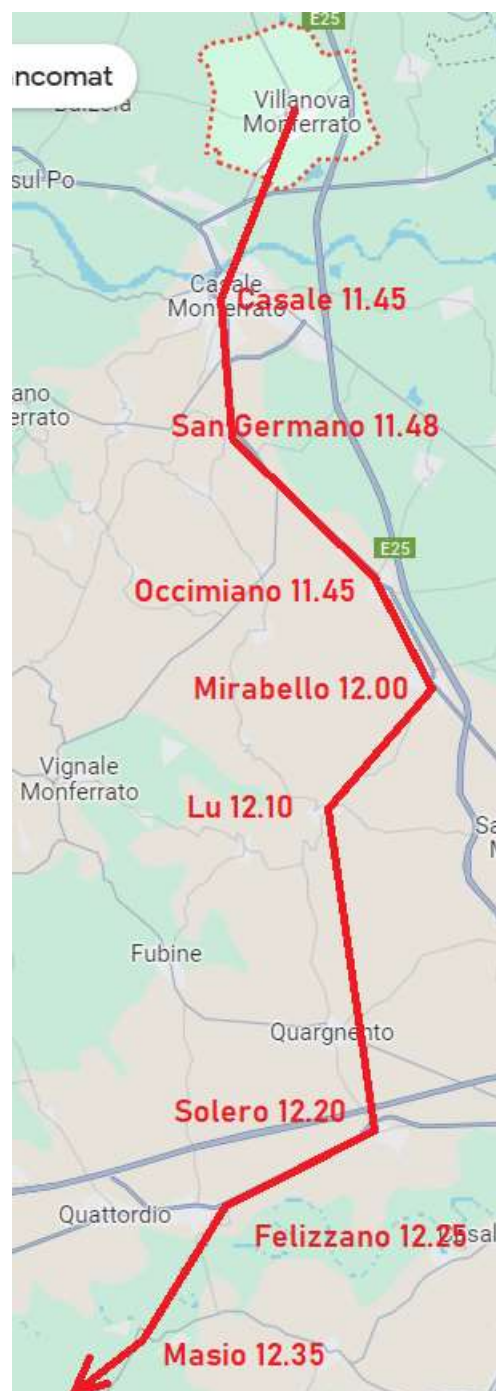 E25
ncomat
Villanova
Monferrato
sul Po
Casale
Monferrato
Casale 11.45
ano
errato
San Germano 11.48
E25
Occimiano 11.45
Mirabello 12.00
Vignale
Monferrato
Lu 12.10
Sa
M
Fubine
Quargnento
Solero 12.20
Quattordio
Felizzano 12.25
Masio 12.35